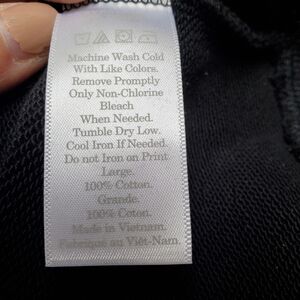 Machine Wash Cold
With Like Colors.
Remove Promptly
Only Non-Chlorine
Bleach
When Needed.
Tumble Dry Low.
Cool Iron If Needed.
Do not Iron on Print.
Large.
100% Cotton.
Grande.
100% Coton.
Made in Vietnam.
Fabriqué au Viêt-Nam.